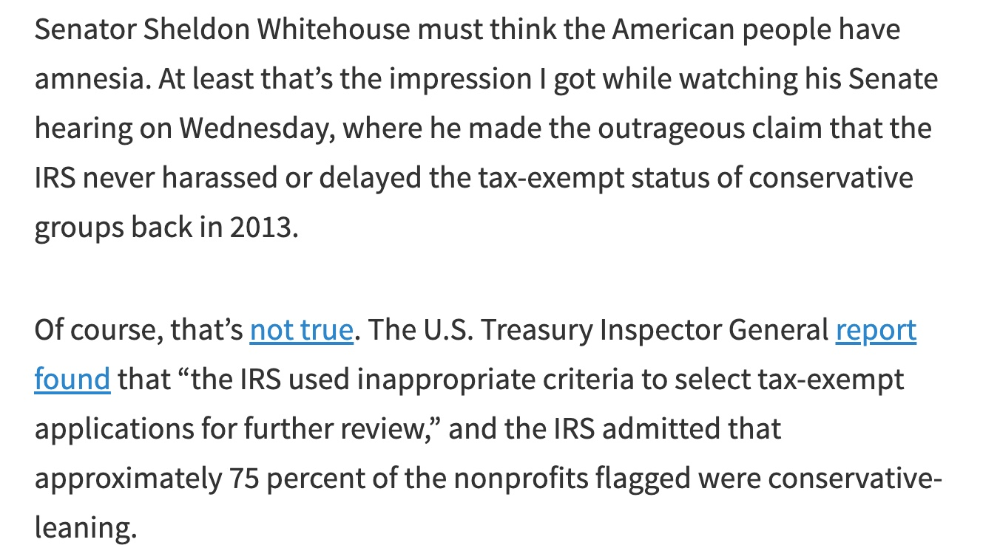 Senator Sheldon Whitehouse must think the American people have
amnesia. At least that’s the impression I got while watching his Senate
hearing on Wednesday, where he made the outrageous claim that the
IRS never harassed or delayed the tax-exempt status of conservative
groups back in 2013.
Of course, that’s not true. The U.S. Treasury Inspector General report
found that “the IRS used inappropriate criteria to select tax-exempt
applications for further review,” and the IRS admitted that
approximately 75 percent of the nonprofits flagged were conservative-
leaning.